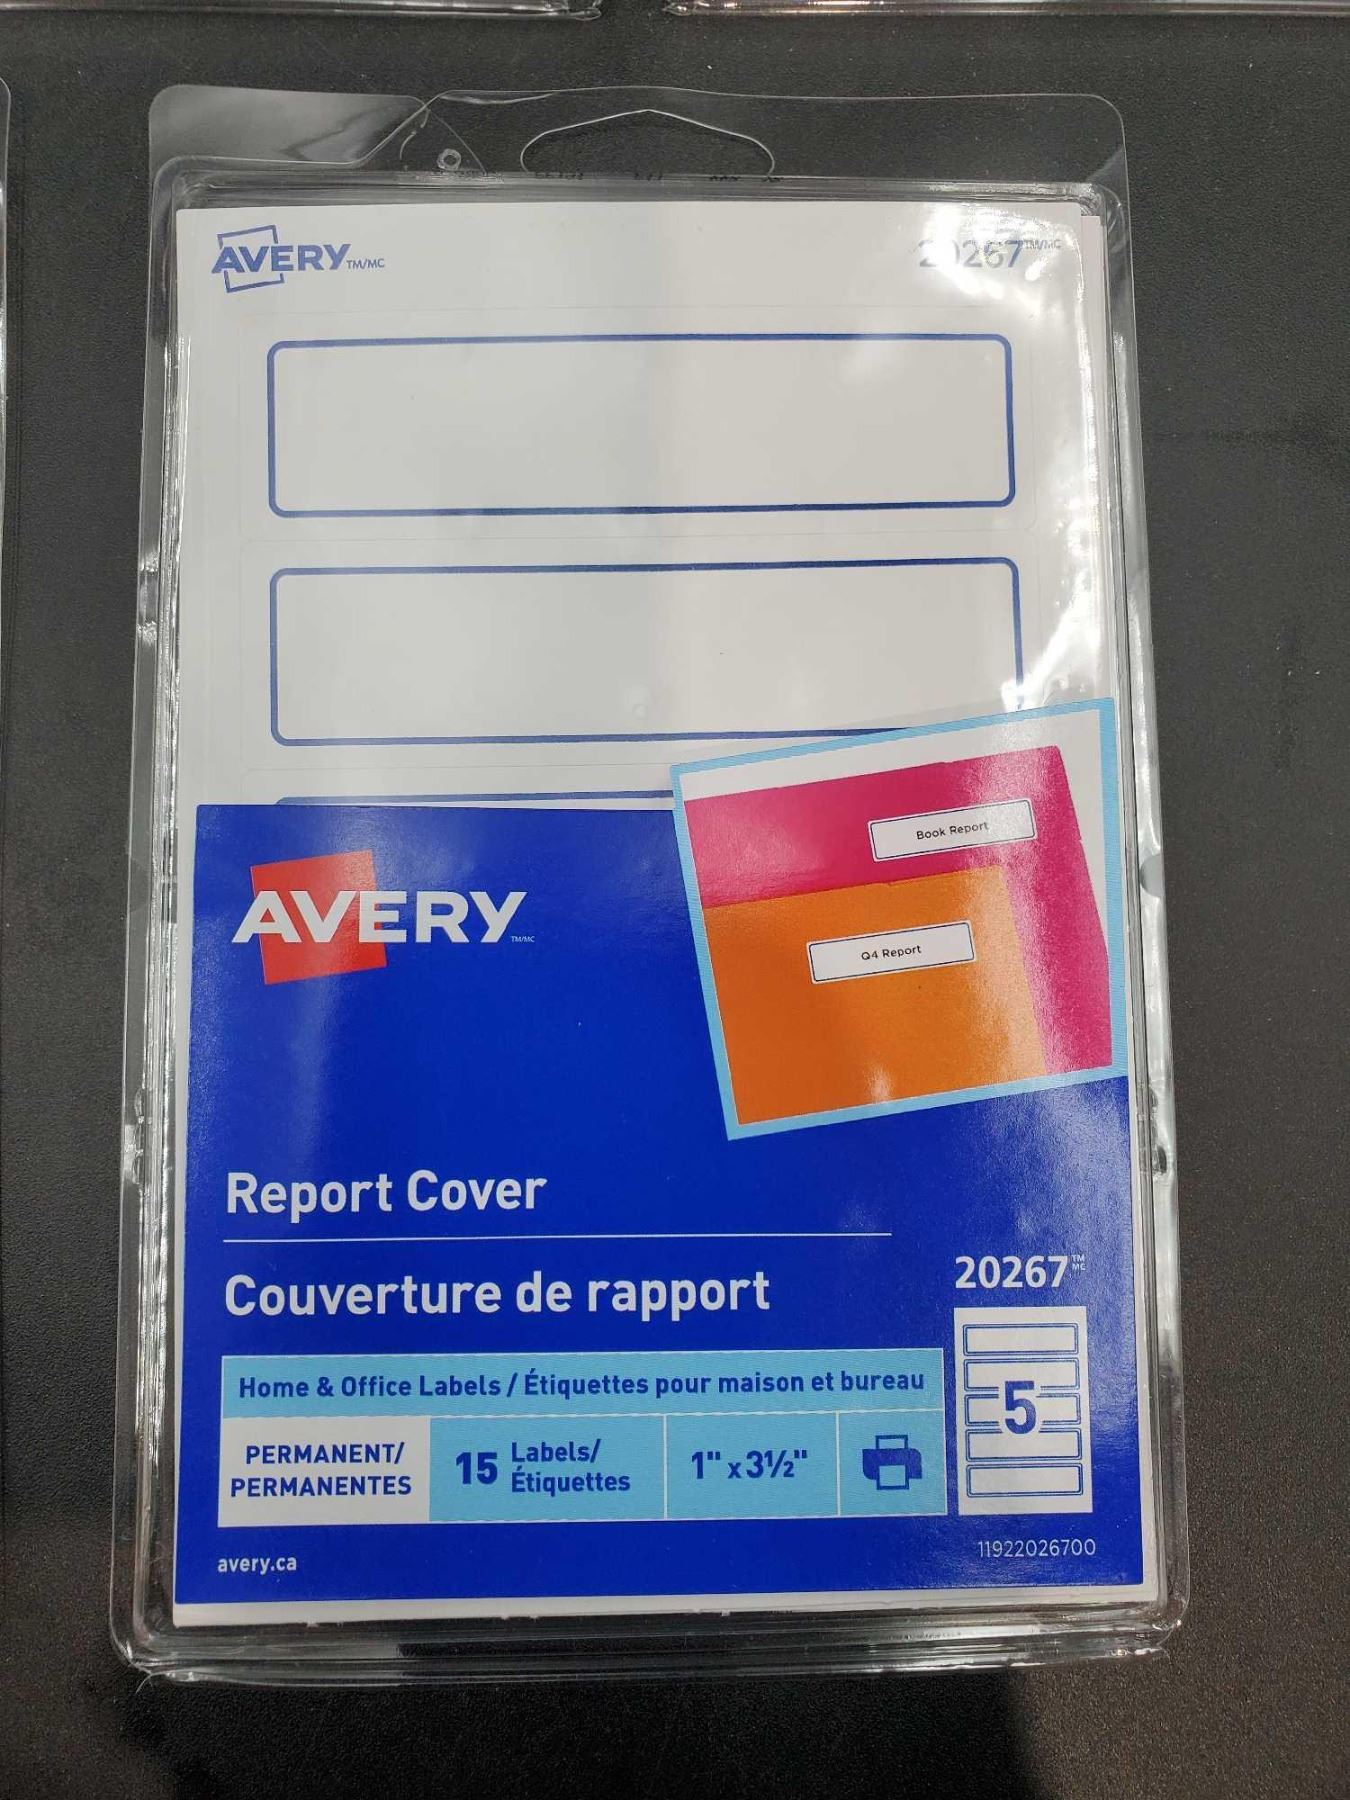 AVERY TM/MC
20267 TM/MC
AVERY TM/MC
Book Report
Q4 Report
Report Cover
Couverture de rapport
20267 TM MC
5
Home & Office Labels / Étiquettes pour maison et bureau
PERMANENT/
PERMANENTES
15 Labels/
Étiquettes
1" x 3½"
avery.ca
11922026700